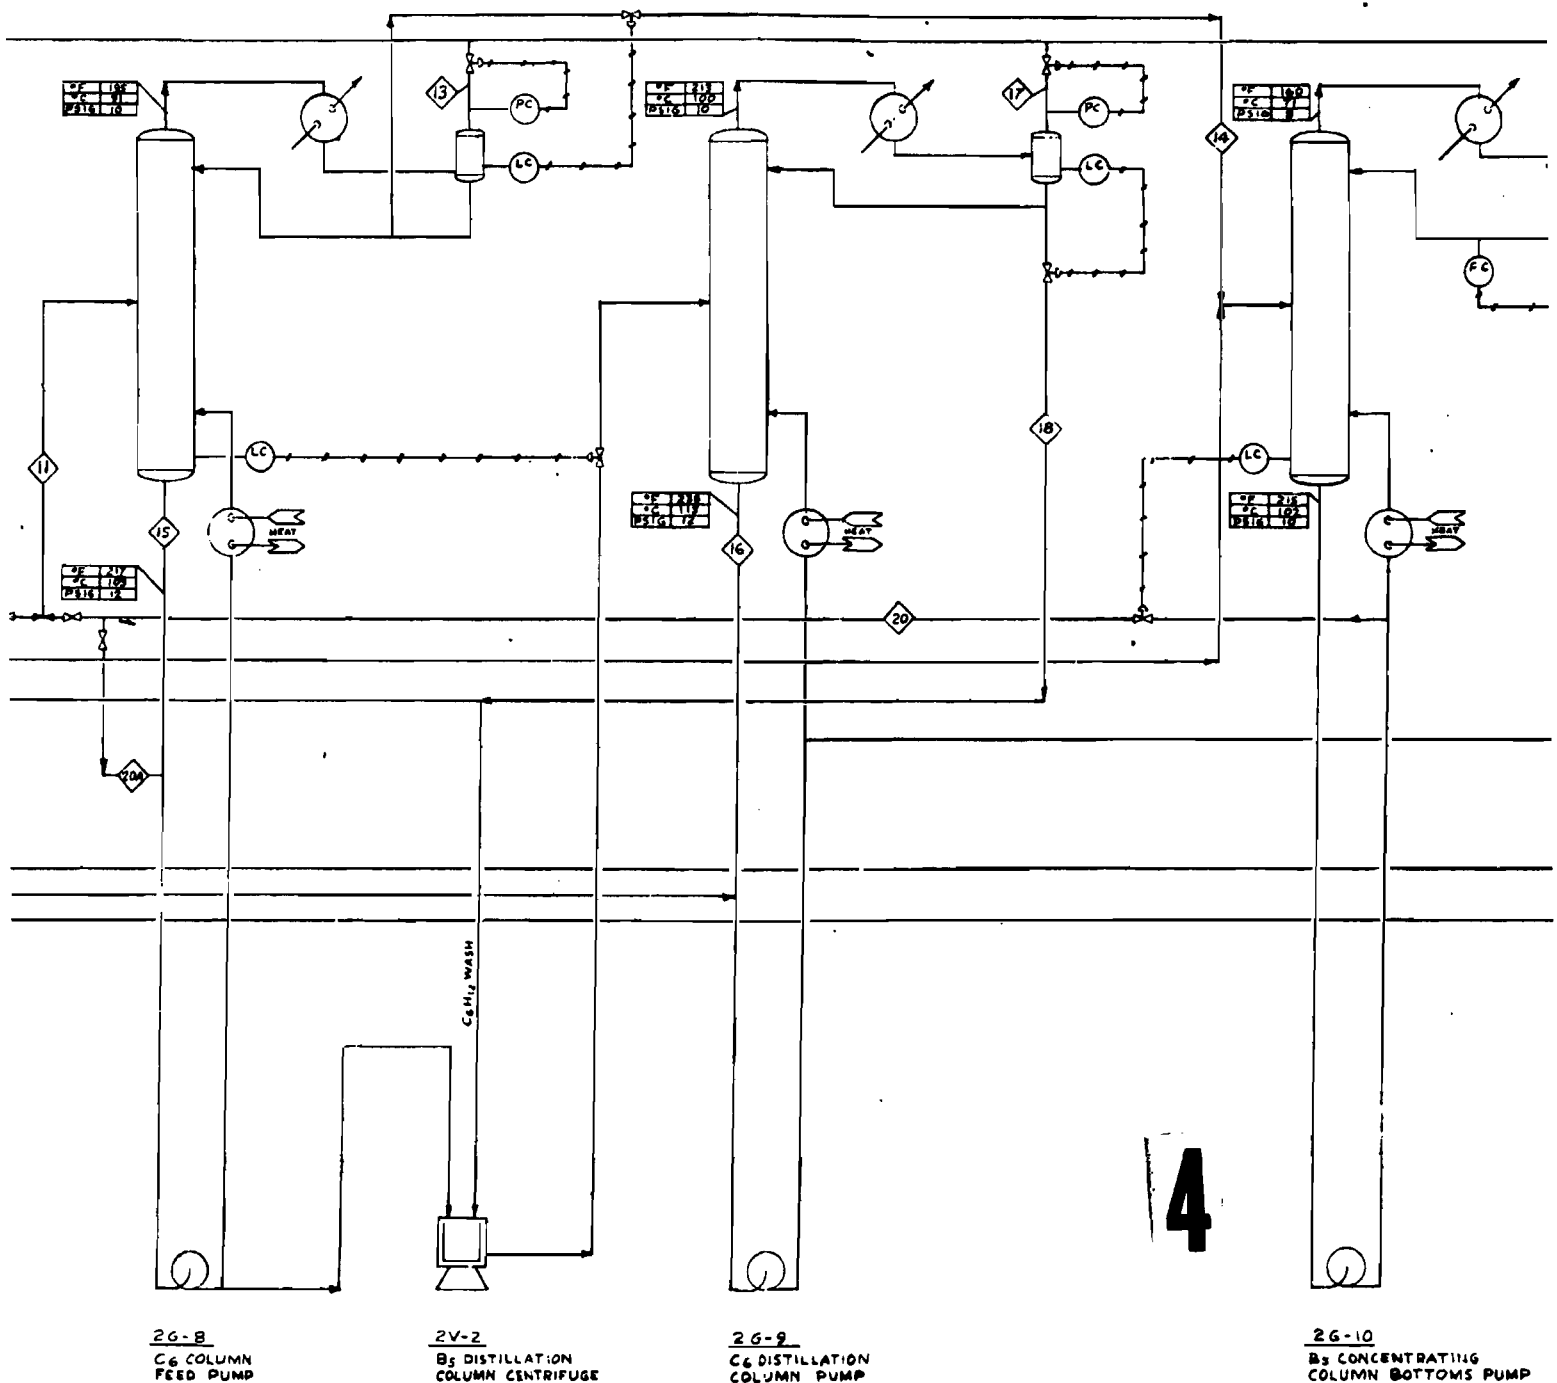 °F 195
°C 91
PSIG 10
13
PC
LC
°F 212
°C 100
PSIG 10
17
PC
LC
14
°F 160
°C 71
PSIG 8
FC
11
LC
15
HEAT
°F 217
°C 103
PSIG 12
18
°F
°C
PSIG 12
16
HEAT
LC
°F 215
°C 102
PSIG 10
HEAT
20
20A
C6H12 WASH
4
2G-8
C6 COLUMN
FEED PUMP
2V-2
B5 DISTILLATION
COLUMN CENTRIFUGE
2G-9
C6 DISTILLATION
COLUMN PUMP
2G-10
B5 CONCENTRATING
COLUMN BOTTOMS PUMP